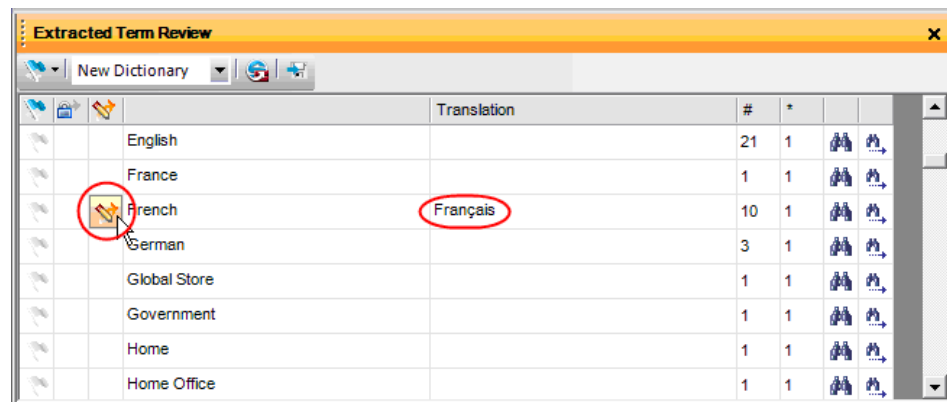 Extracted Term Review
New Dictionary
Translation # *
English 21 1
France 1 1
French Français 10 1
German 3 1
Global Store 1 1
Government 1 1
Home 1 1
Home Office 1 1